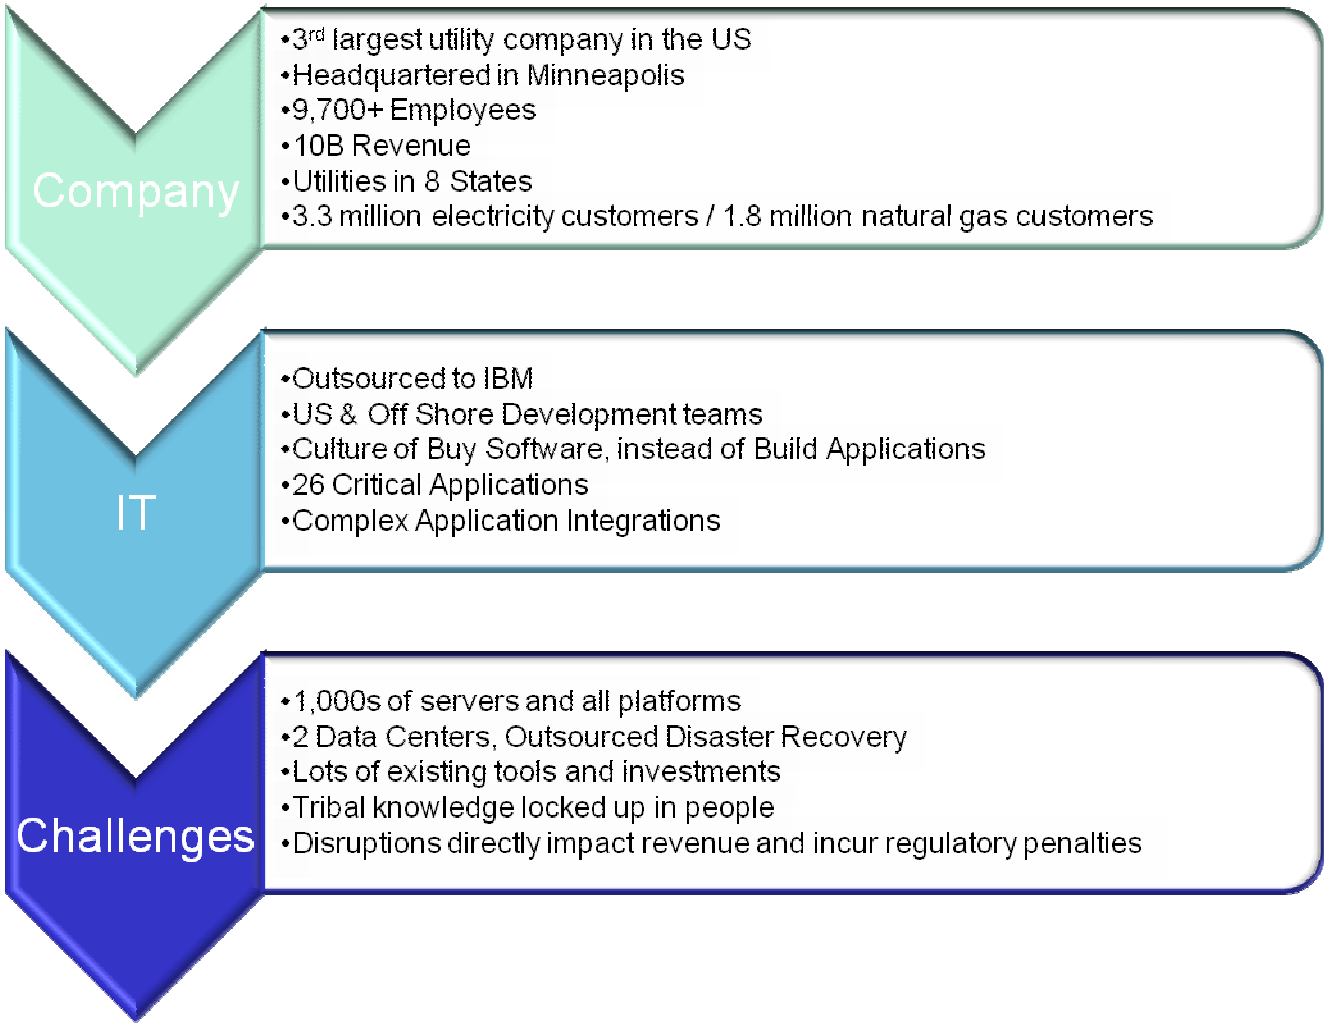 Company
•3rd largest utility company in the US
•Headquartered in Minneapolis
•9,700+ Employees
•10B Revenue
•Utilities in 8 States
•3.3 million electricity customers / 1.8 million natural gas customers
IT
•Outsourced to IBM
•US & Off Shore Development teams
•Culture of Buy Software, instead of Build Applications
•26 Critical Applications
•Complex Application Integrations
Challenges
•1,000s of servers and all platforms
•2 Data Centers, Outsourced Disaster Recovery
•Lots of existing tools and investments
•Tribal knowledge locked up in people
•Disruptions directly impact revenue and incur regulatory penalties